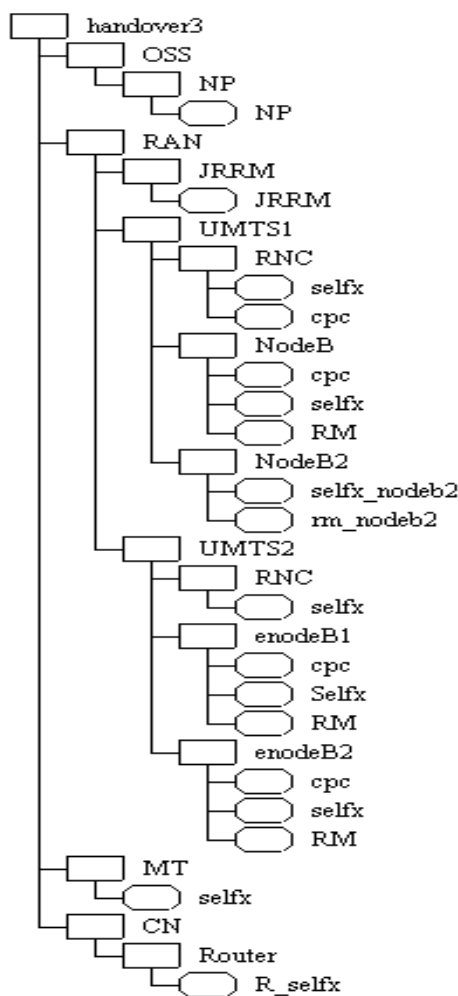 handover3
OSS
NP
NP
RAN
JRRM
JRRM
UMTS1
RNC
selfx
cpc
NodeB
cpc
selfx
RM
NodeB2
selfx_nodeb2
rm_nodeb2
UMTS2
RNC
selfx
enodeB1
cpc
Selfx
RM
enodeB2
cpc
selfx
RM
MT
selfx
CN
Router
R_selfx